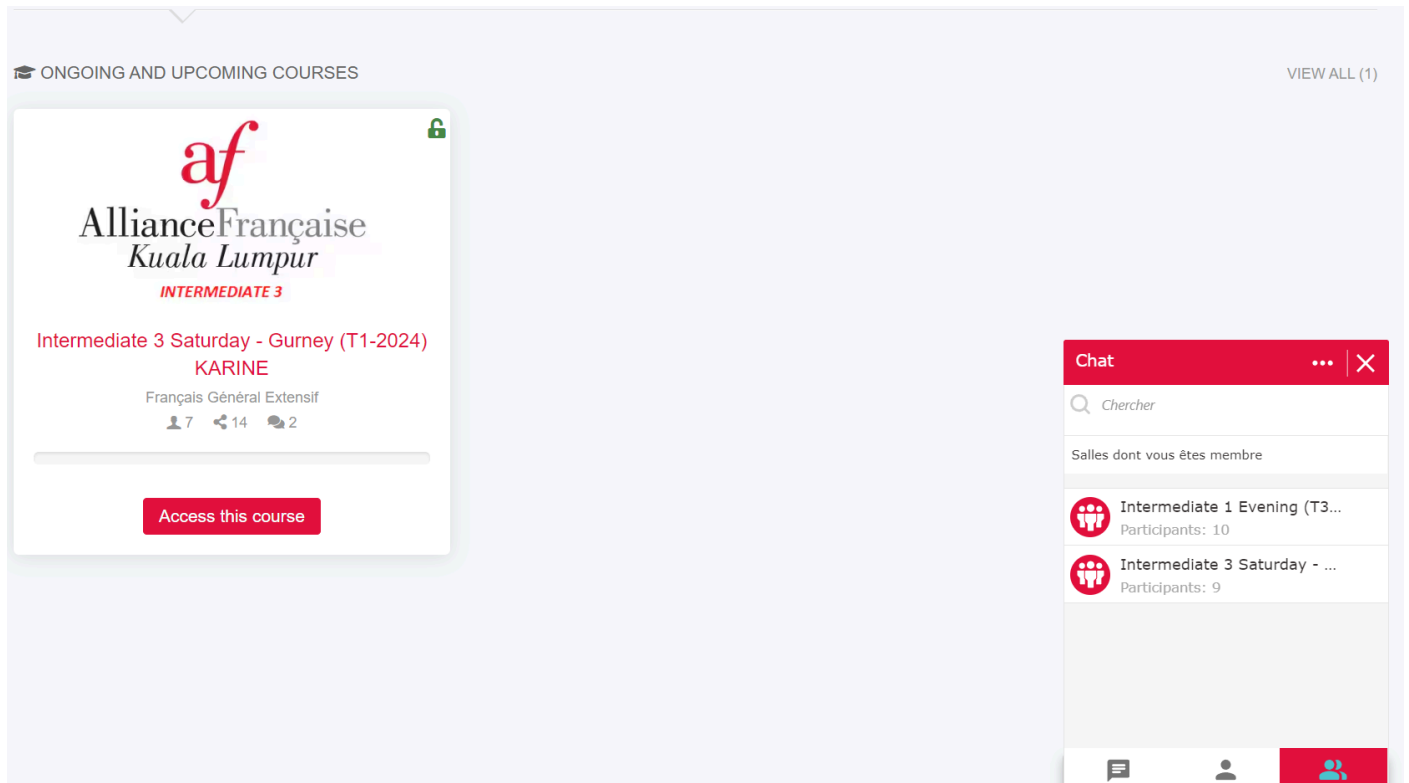 ONGOING AND UPCOMING COURSES
VIEW ALL (1)
af
AllianceFrançaise
Kuala Lumpur
INTERMEDIATE 3
Intermediate 3 Saturday - Gurney (T1-2024)
KARINE
Français Général Extensif
7 14 2
Access this course
Chat
Chercher
Salles dont vous êtes membre
Intermediate 1 Evening (T3...
Participants: 10
Intermediate 3 Saturday - ...
Participants: 9